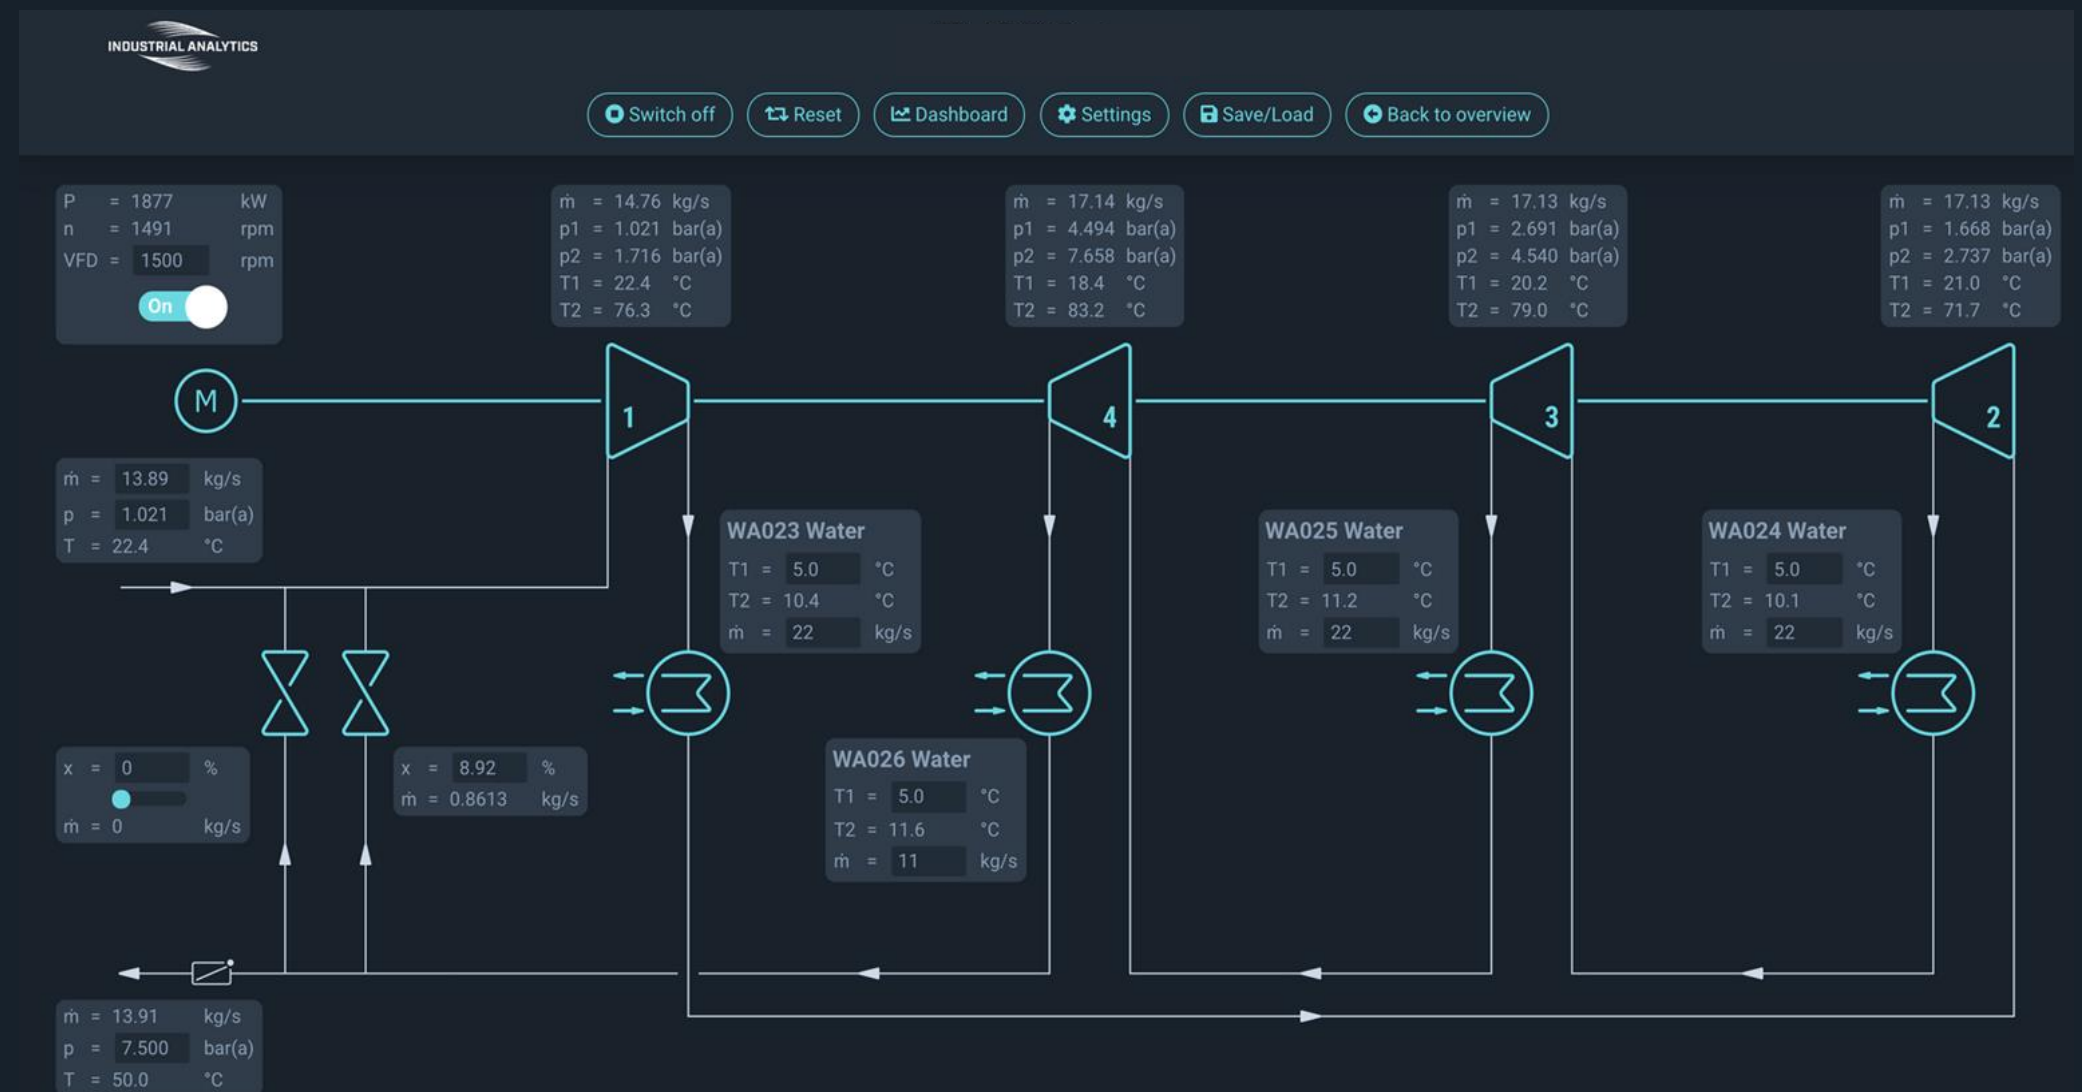 INDUSTRIAL ANALYTICS
Switch off Reset Dashboard Settings Save/Load Back to overview
P = 1877 kW
n = 1491 rpm
VFD = 1500 rpm
On
ṁ = 14.76 kg/s
p1 = 1.021 bar(a)
p2 = 1.716 bar(a)
T1 = 22.4 °C
T2 = 76.3 °C
ṁ = 17.14 kg/s
p1 = 4.494 bar(a)
p2 = 7.658 bar(a)
T1 = 18.4 °C
T2 = 83.2 °C
ṁ = 17.13 kg/s
p1 = 2.691 bar(a)
p2 = 4.540 bar(a)
T1 = 20.2 °C
T2 = 79.0 °C
ṁ = 17.13 kg/s
p1 = 1.668 bar(a)
p2 = 2.737 bar(a)
T1 = 21.0 °C
T2 = 71.7 °C
M
1
4
3
2
ṁ = 13.89 kg/s
p = 1.021 bar(a)
T = 22.4 °C
WA023 Water
T1 = 5.0 °C
T2 = 10.4 °C
ṁ = 22 kg/s
WA025 Water
T1 = 5.0 °C
T2 = 11.2 °C
ṁ = 22 kg/s
WA024 Water
T1 = 5.0 °C
T2 = 10.1 °C
ṁ = 22 kg/s
x = 0 %
ṁ = 0 kg/s
x = 8.92 %
ṁ = 0.8613 kg/s
WA026 Water
T1 = 5.0 °C
T2 = 11.6 °C
ṁ = 11 kg/s
ṁ = 13.91 kg/s
p = 7.500 bar(a)
T = 50.0 °C